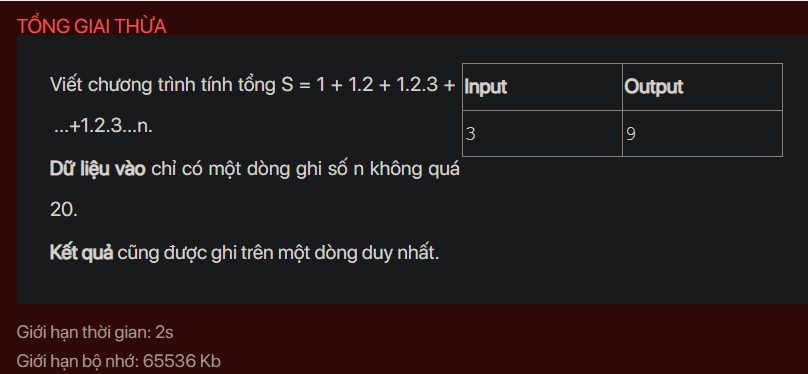 TỔNG GIAI THỪA
Viết chương trình tính tổng S = 1 + 1.2 + 1.2.3 +
...+1.2.3...n.
Dữ liệu vào chỉ có một dòng ghi số n không quá
20.
Kết quả cũng được ghi trên một dòng duy nhất.
Input Output
3 9
Giới hạn thời gian: 2s
Giới hạn bộ nhớ: 65536 Kb